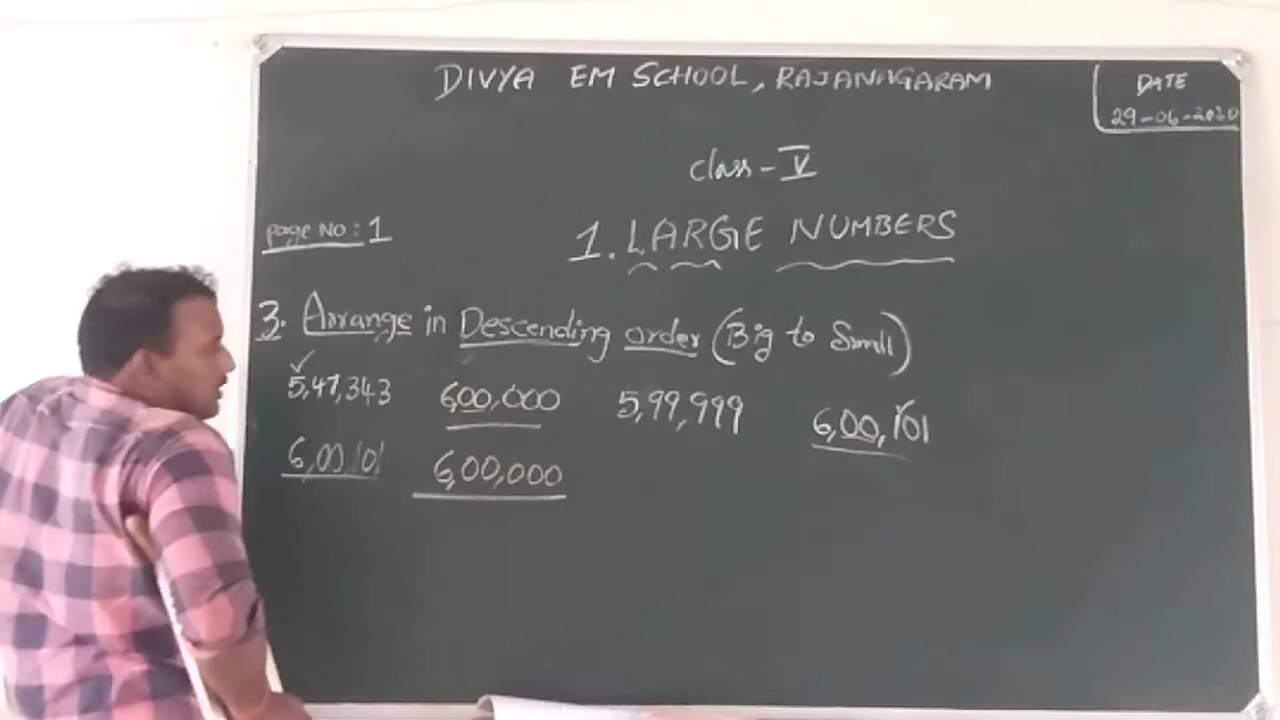 DIVYA EM SCHOOL, RAJANAGARAM
DATE
29-06-2020
Class - V
Page No: 1
1. LARGE NUMBERS
3. Arrange in Descending order (Big to Small)
5,47,343 6,00,000 5,99,999 6,00,101
6,00,101 6,00,000